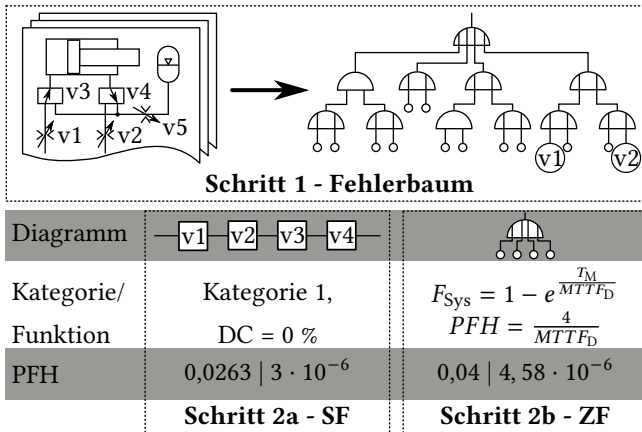 v3 v4
v1 v2 v5
v1 v2
Schritt 1 - Fehlerbaum
Diagramm v1 v2 v3 v4
Kategorie/ Kategorie 1, F_Sys = 1 − e^(T_M/MTTF_D)
Funktion DC = 0 % PFH = 4/MTTF_D
PFH 0,0263 | 3 · 10^−6 0,04 | 4, 58 · 10^−6
Schritt 2a - SF Schritt 2b - ZF